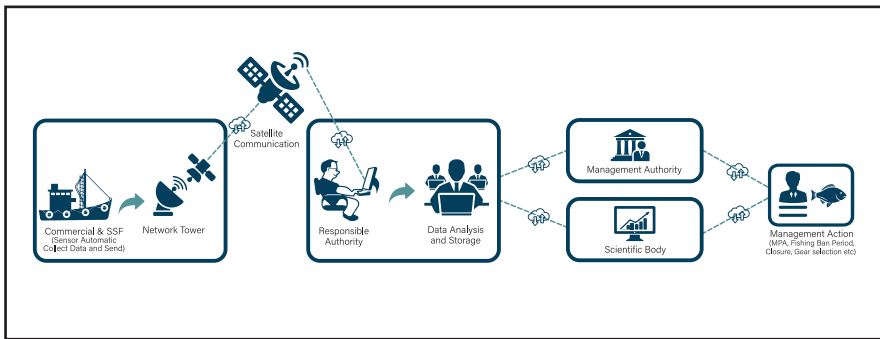 Satellite
Communication
Commercial & SSF
(Sensor Automatic
Collect Data and Send)
Network Tower
Responsible
Authority
Data Analysis
and Storage
Management Authority
Scientific Body
Management Action
(MPA, Fishing Ban Period,
Closure, Gear selection etc)